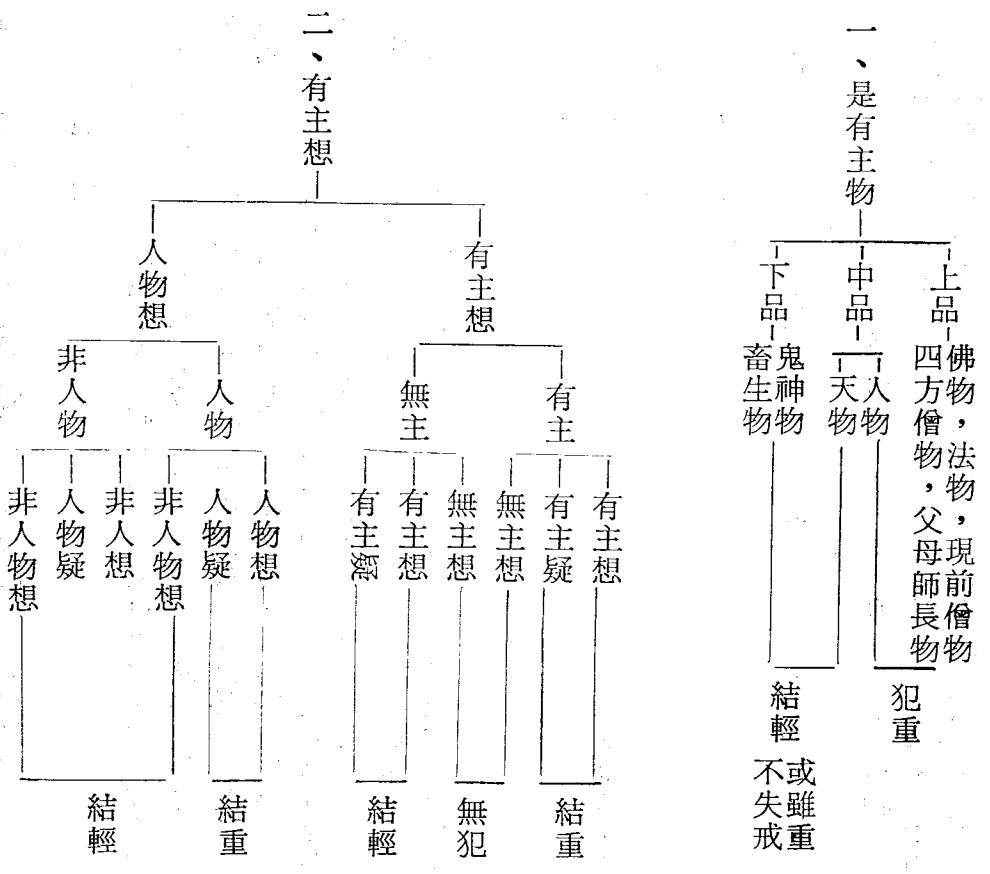 一、是有主物
上品
佛物，法物，現前僧物
四方僧物，父母師長物
中品
人物
天物
下品
鬼神物
畜生物
犯重
結輕
或雖重
不失戒
二、有主想
有主想
有主
有主想
有主疑
無主想
無主
無主想
有主想
有主疑
結重
無犯
結輕
人物想
人物
人物想
人物疑
非人物想
非人物
非人想
人物疑
非人物想
結重
結輕